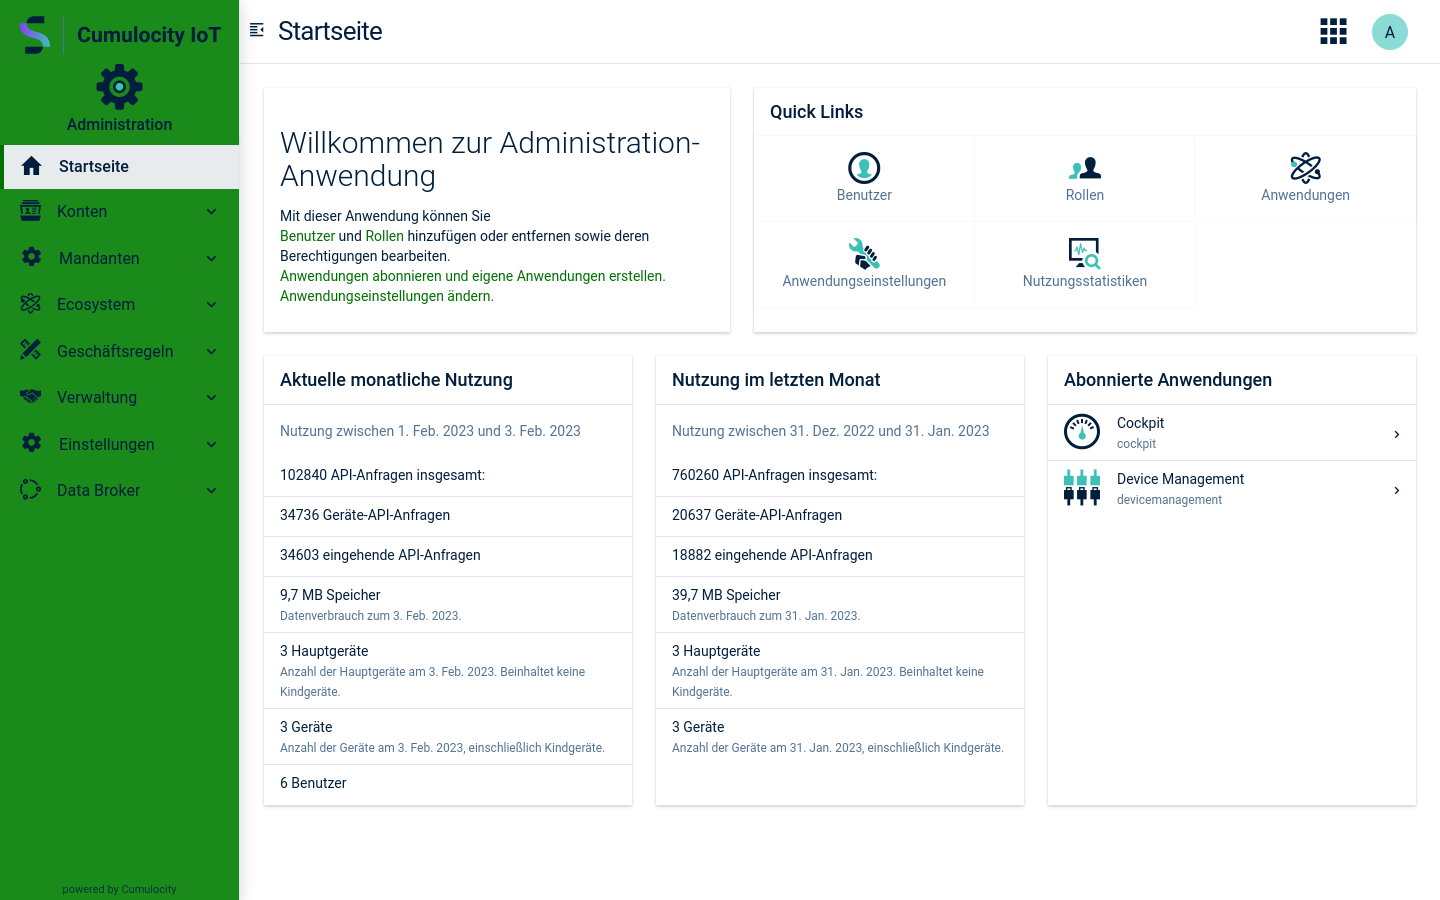 Cumulocity IoT
Administration
Startseite
Konten
Mandanten
Ecosystem
Geschäftsregeln
Verwaltung
Einstellungen
Data Broker
powered by Cumulocity
Startseite
A
Willkommen zur Administration-
Anwendung
Mit dieser Anwendung können Sie
Benutzer und Rollen hinzufügen oder entfernen sowie deren
Berechtigungen bearbeiten.
Anwendungen abonnieren und eigene Anwendungen erstellen.
Anwendungseinstellungen ändern.
Quick Links
Benutzer
Rollen
Anwendungen
Anwendungseinstellungen
Nutzungsstatistiken
Aktuelle monatliche Nutzung
Nutzung zwischen 1. Feb. 2023 und 3. Feb. 2023
102840 API-Anfragen insgesamt:
34736 Geräte-API-Anfragen
34603 eingehende API-Anfragen
9,7 MB Speicher
Datenverbrauch zum 3. Feb. 2023.
3 Hauptgeräte
Anzahl der Hauptgeräte am 3. Feb. 2023. Beinhaltet keine
Kindgeräte.
3 Geräte
Anzahl der Geräte am 3. Feb. 2023, einschließlich Kindgeräte.
6 Benutzer
Nutzung im letzten Monat
Nutzung zwischen 31. Dez. 2022 und 31. Jan. 2023
760260 API-Anfragen insgesamt:
20637 Geräte-API-Anfragen
18882 eingehende API-Anfragen
39,7 MB Speicher
Datenverbrauch zum 31. Jan. 2023.
3 Hauptgeräte
Anzahl der Hauptgeräte am 31. Jan. 2023. Beinhaltet keine
Kindgeräte.
3 Geräte
Anzahl der Geräte am 31. Jan. 2023, einschließlich Kindgeräte.
Abonnierte Anwendungen
Cockpit
cockpit
Device Management
devicemanagement